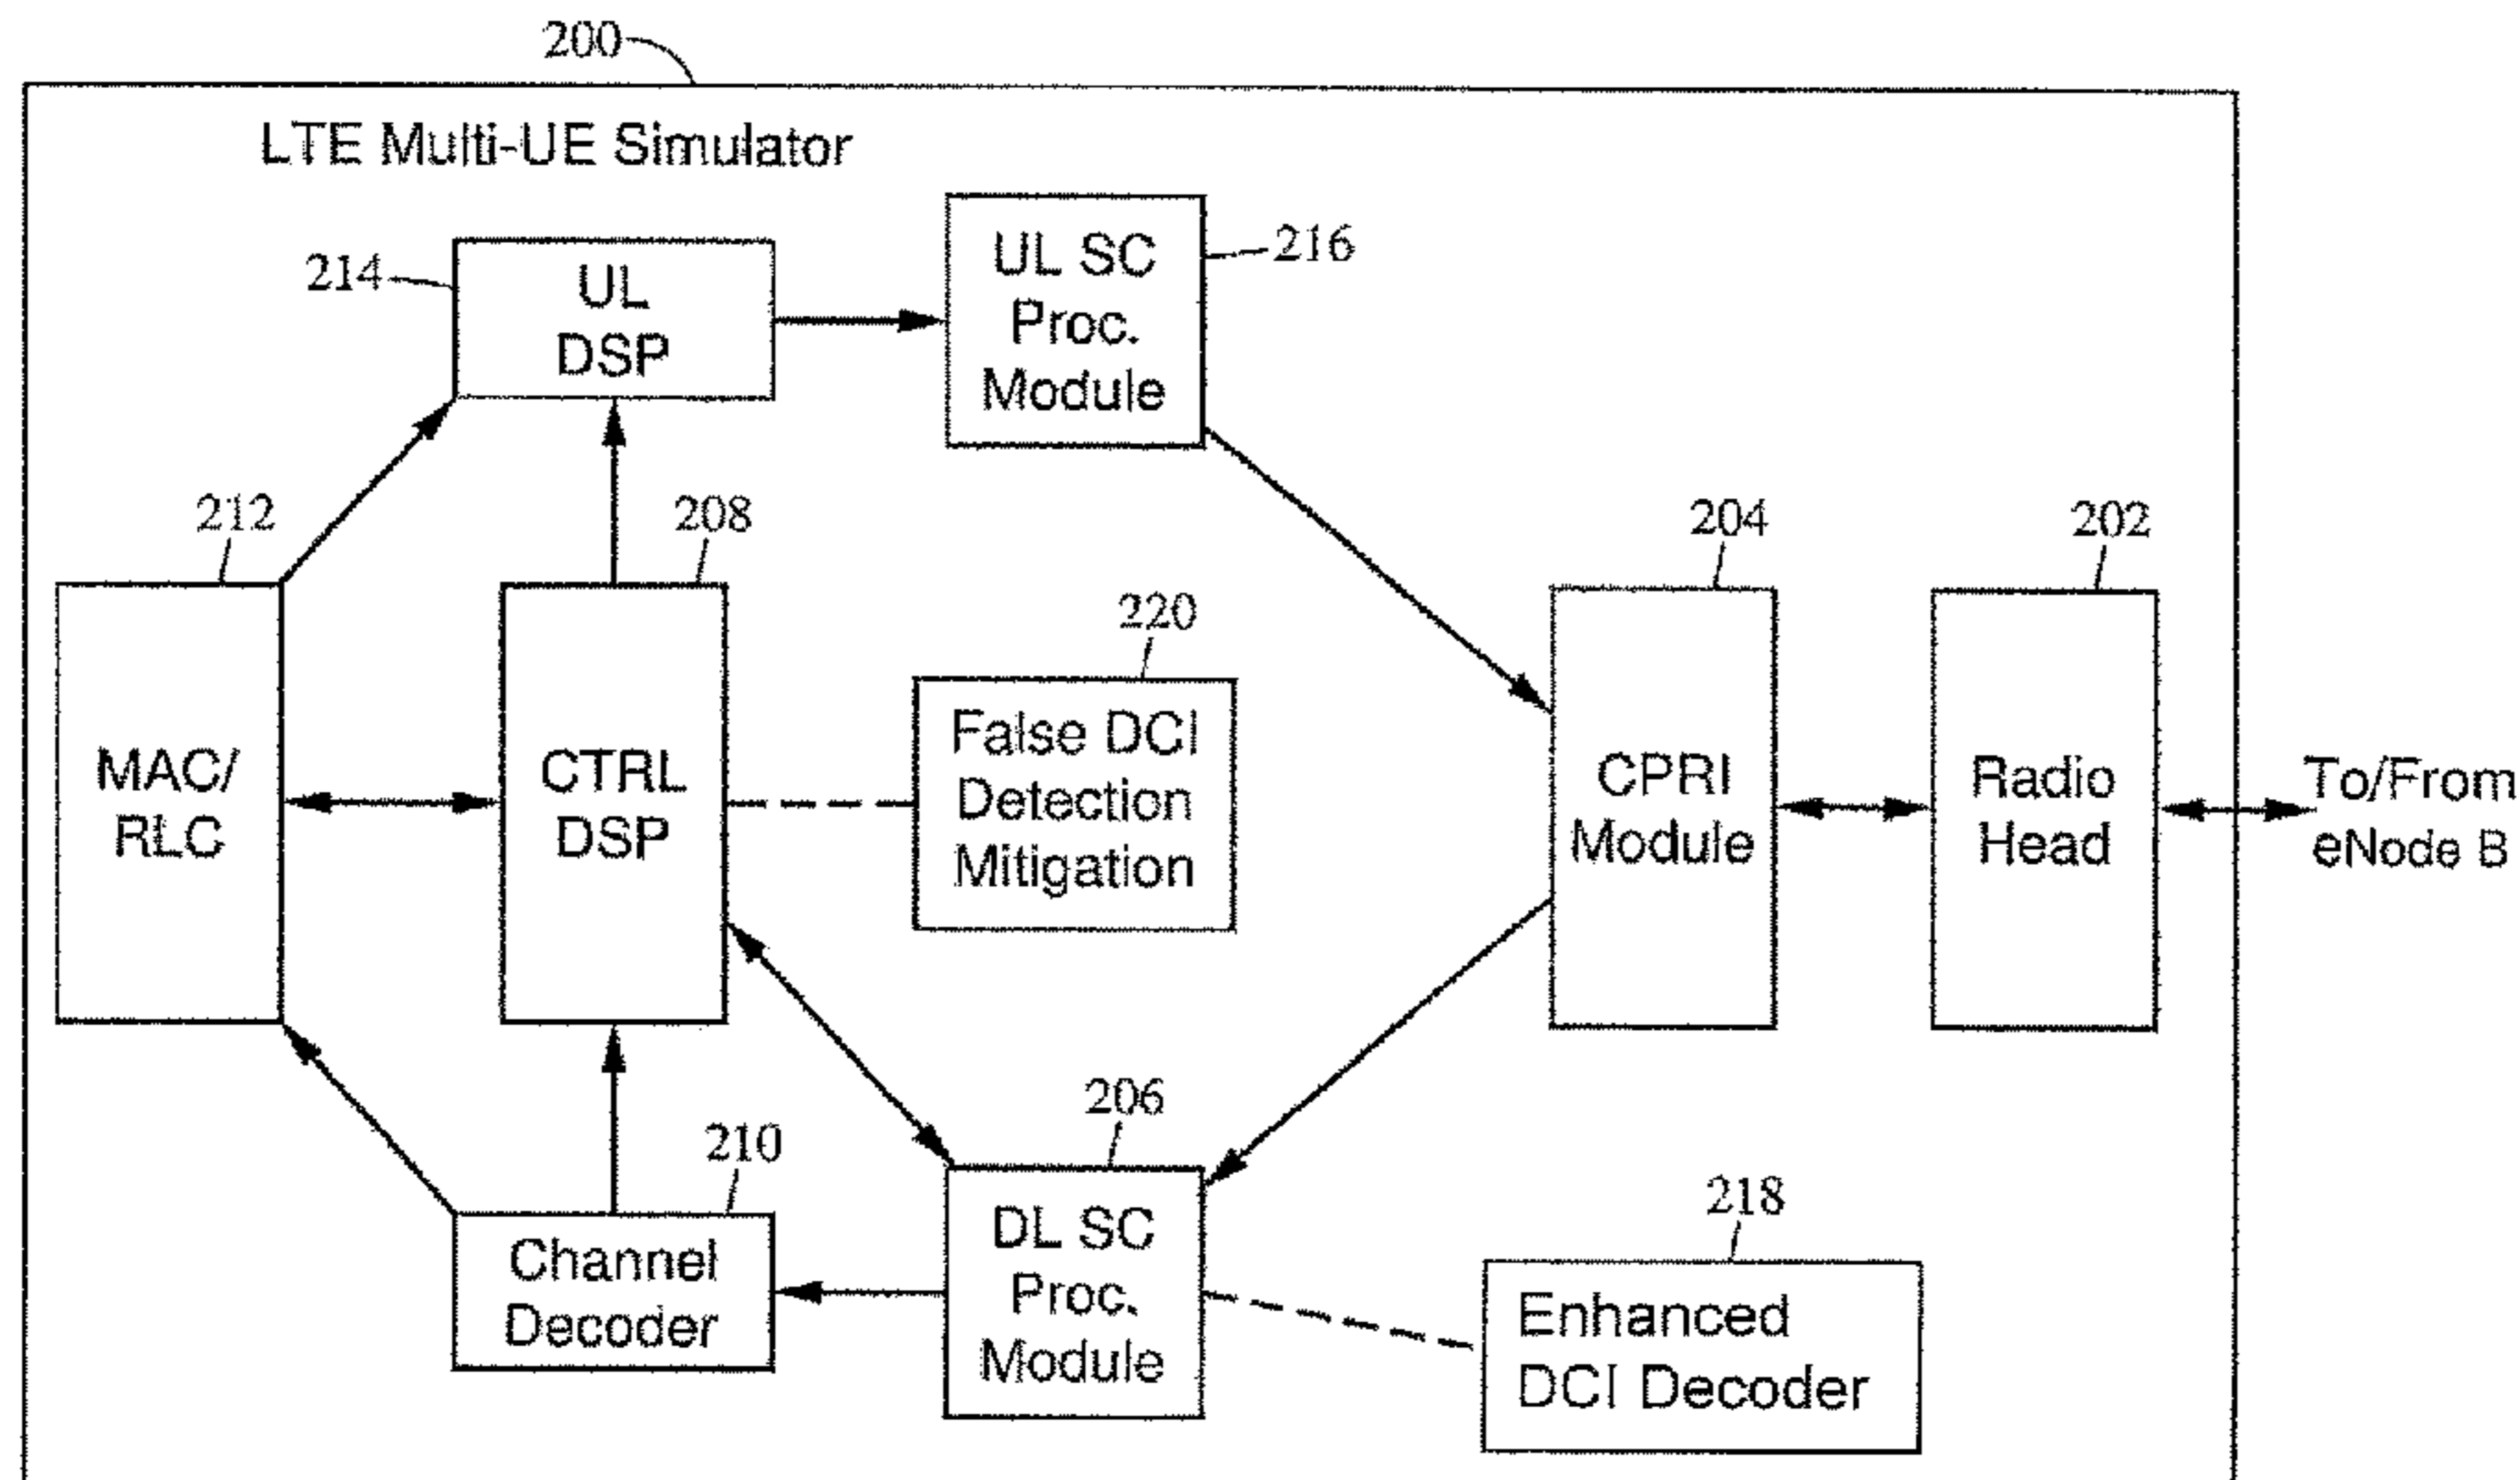 200
LTE Multi-UE Simulator
214
UL
DSP
UL SC
Proc.
Module
216
212
208
204
202
220
MAC/
RLC
CTRL
DSP
False DCI
Detection
Mitigation
CPRI
Module
Radio
Head
To/From
eNode B
206
210
218
Channel
Decoder
DL SC
Proc.
Module
Enhanced
DCI Decoder